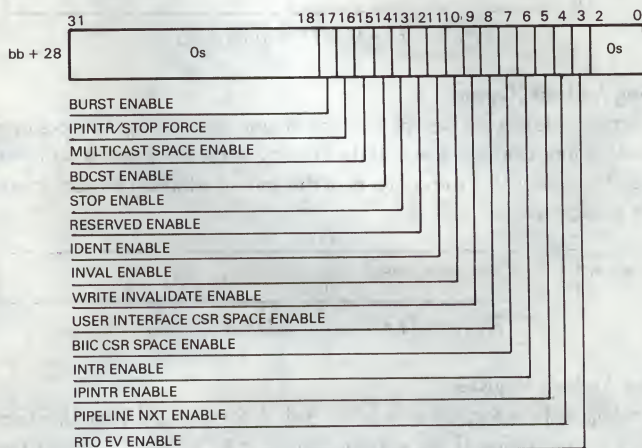 31 18 17 16 15 14 13 12 11 10 9 8 7 6 5 4 3 2 0
bb + 28 0s 0s
BURST ENABLE
IPINTR/STOP FORCE
MULTICAST SPACE ENABLE
BDCST ENABLE
STOP ENABLE
RESERVED ENABLE
IDENT ENABLE
INVAL ENABLE
WRITE INVALIDATE ENABLE
USER INTERFACE CSR SPACE ENABLE
BIIC CSR SPACE ENABLE
INTR ENABLE
IPINTR ENABLE
PIPELINE NXT ENABLE
RTO EV ENABLE